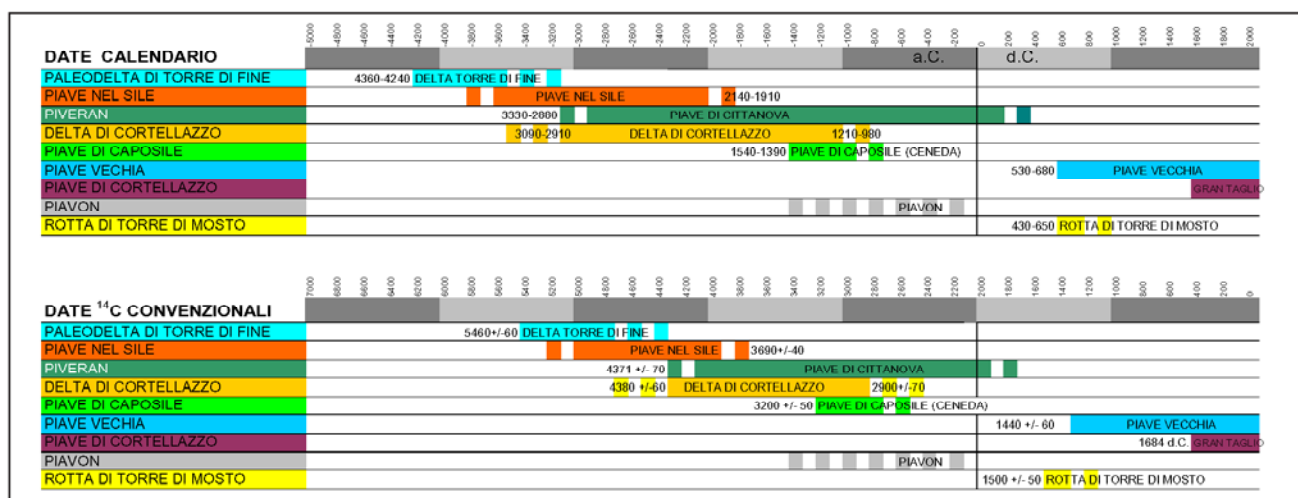 -5000 -4800 -4600 -4400 -4200 -4000 -3800 -3600 -3400 -3200 -3000 -2800 -2600 -2400 -2200 -2000 -1800 -1600 -1400 -1200 -1000 -800 -600 -400 -200 0 200 400 600 800 1000 1200 1400 1600 1800 2000
DATE CALENDARIO a.C. d.C.
PALEODELTA DI TORRE DI FINE 4360-4240 DELTA TORRE DI FINE
PIAVE NEL SILE PIAVE NEL SILE 2140-1910
PIVERAN 3330-2880 PIAVE DI CITTANOVA
DELTA DI CORTELLAZZO 3090-2910 DELTA DI CORTELLAZZO 1210-980
PIAVE DI CAPOSILE 1540-1390 PIAVE DI CAPOSILE (CENEDA)
PIAVE VECHIA 530-680 PIAVE VECCHIA
PIAVE DI CORTELLAZZO GRAN TAGLIO
PIAVON PIAVON
ROTTA DI TORRE DI MOSTO 430-650 ROTTA DI TORRE DI MOSTO
7000 6800 6600 6400 6200 6000 5800 5600 5400 5200 5000 4800 4600 4400 4200 4000 3800 3600 3400 3200 3000 2800 2600 2400 2200 2000 1800 1600 1400 1200 1000 800 600 400 200 0
DATE ¹⁴C CONVENZIONALI
PALEODELTA DI TORRE DI FINE 5460+/-60 DELTA TORRE DI FINE
PIAVE NEL SILE PIAVE NEL SILE 3690+/-40
PIVERAN 4371 +/- 70 PIAVE DI CITTANOVA
DELTA DI CORTELLAZZO 4380 +/-60 DELTA DI CORTELLAZZO 2900+/-70
PIAVE DI CAPOSILE 3200 +/- 50 PIAVE DI CAPOSILE (CENEDA)
PIAVE VECHIA 1440 +/- 60 PIAVE VECCHIA
PIAVE DI CORTELLAZZO 1684 d.C. GRAN TAGLIO
PIAVON PIAVON
ROTTA DI TORRE DI MOSTO 1500 +/- 50 ROTTA DI TORRE DI MOSTO